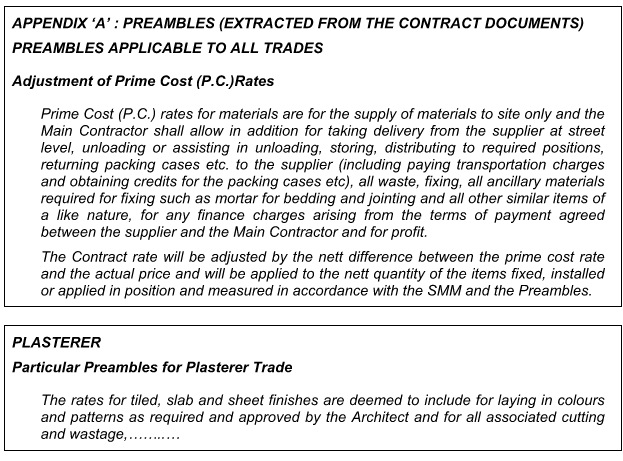 APPENDIX ‘A’ : PREAMBLES (EXTRACTED FROM THE CONTRACT DOCUMENTS)
PREAMBLES APPLICABLE TO ALL TRADES
Adjustment of Prime Cost (P.C.)Rates
Prime Cost (P.C.) rates for materials are for the supply of materials to site only and the
Main Contractor shall allow in addition for taking delivery from the supplier at street
level, unloading or assisting in unloading, storing, distributing to required positions,
returning packing cases etc. to the supplier (including paying transportation charges
and obtaining credits for the packing cases etc), all waste, fixing, all ancillary materials
required for fixing such as mortar for bedding and jointing and all other similar items of
a like nature, for any finance charges arising from the terms of payment agreed
between the supplier and the Main Contractor and for profit.
The Contract rate will be adjusted by the nett difference between the prime cost rate
and the actual price and will be applied to the nett quantity of the items fixed, installed
or applied in position and measured in accordance with the SMM and the Preambles.
PLASTERER
Particular Preambles for Plasterer Trade
The rates for tiled, slab and sheet finishes are deemed to include for laying in colours
and patterns as required and approved by the Architect and for all associated cutting
and wastage,……..…